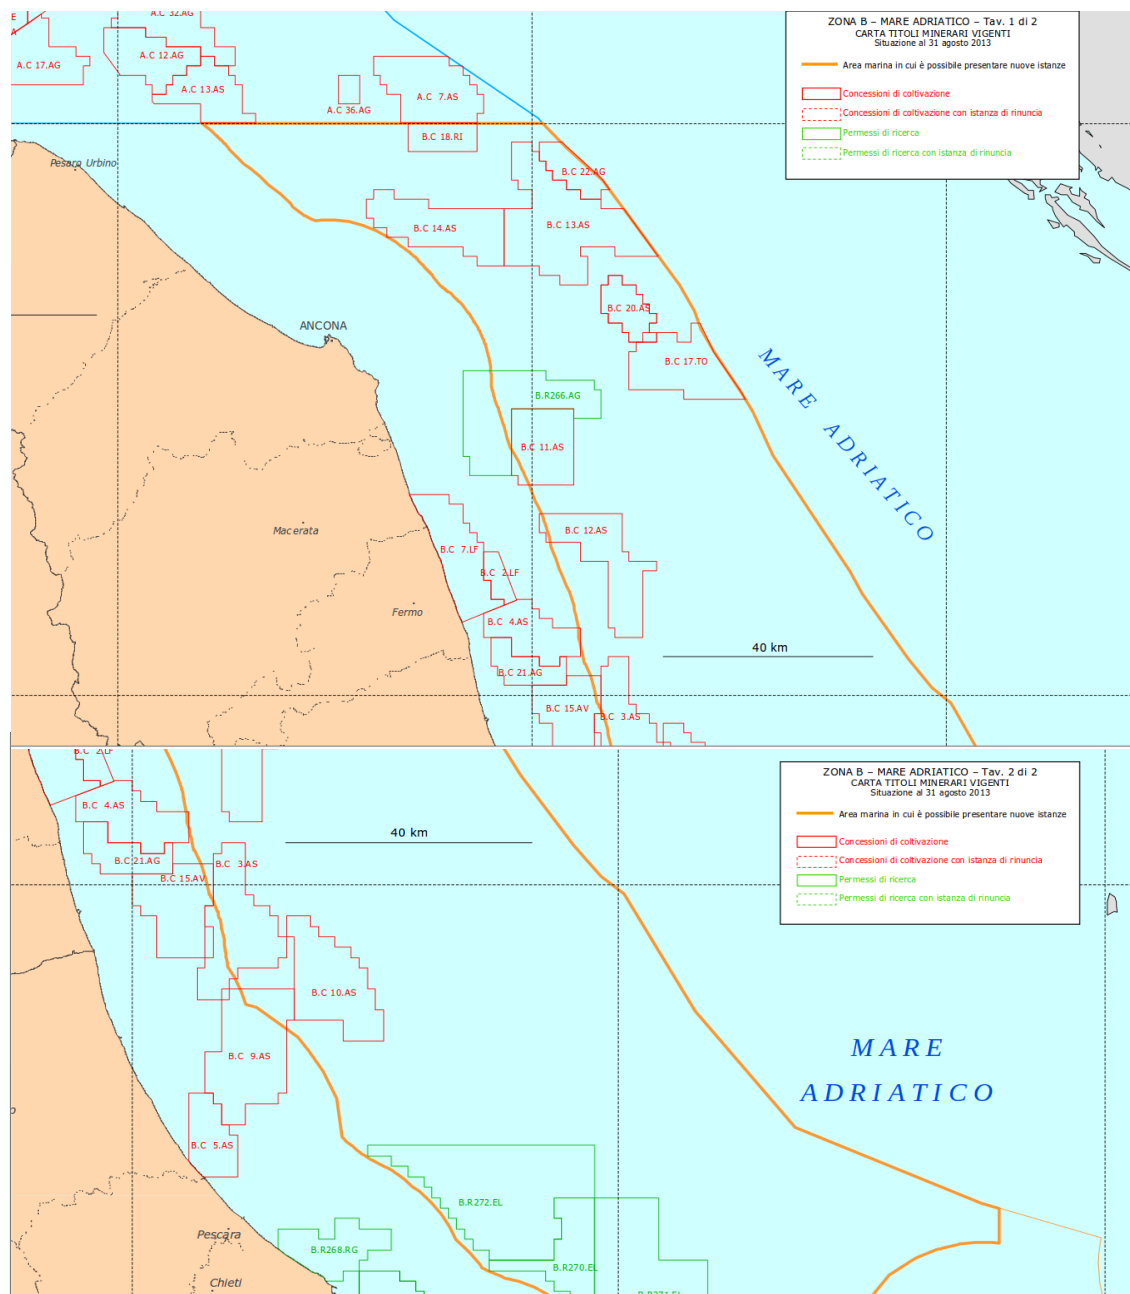 A.C 32.AG
E
A
A.C 17.AG
A.C 12.AG
A.C 13.AS
A.C 36.AG
A.C 7.AS
B.C 18.RI
ZONA B – MARE ADRIATICO – Tav. 1 di 2
CARTA TITOLI MINERARI VIGENTI
Situazione al 31 agosto 2013
Area marina in cui è possibile presentare nuove istanze
Concessioni di coltivazione
Concessioni di coltivazione con istanza di rinuncia
Permessi di ricerca
Permessi di ricerca con istanza di rinuncia
Pesaro Urbino
B.C 22.AG
B.C 14.AS
B.C 13.AS
ANCONA
B.C 20.AS
B.C 17.TO
MARE ADRIATICO
B.R266.AG
B.C 11.AS
Macerata
B.C 12.AS
B.C 7.LF
B.C 2.LF
Fermo
B.C 4.AS
40 km
B.C 21.AG
B.C 15.AV
B.C 3.AS
B.C 2.LF
B.C 4.AS
40 km
B.C 21.AG
B.C 3.AS
B.C 15.AV
ZONA B – MARE ADRIATICO – Tav. 2 di 2
CARTA TITOLI MINERARI VIGENTI
Situazione al 31 agosto 2013
Area marina in cui è possibile presentare nuove istanze
Concessioni di coltivazione
Concessioni di coltivazione con istanza di rinuncia
Permessi di ricerca
Permessi di ricerca con istanza di rinuncia
B.C 10.AS
B.C 9.AS
MARE
ADRIATICO
o
B.C 5.AS
B.R272.EL
Pescara
B.R268.RG
B.R270.EL
Chieti
B.R271.EL